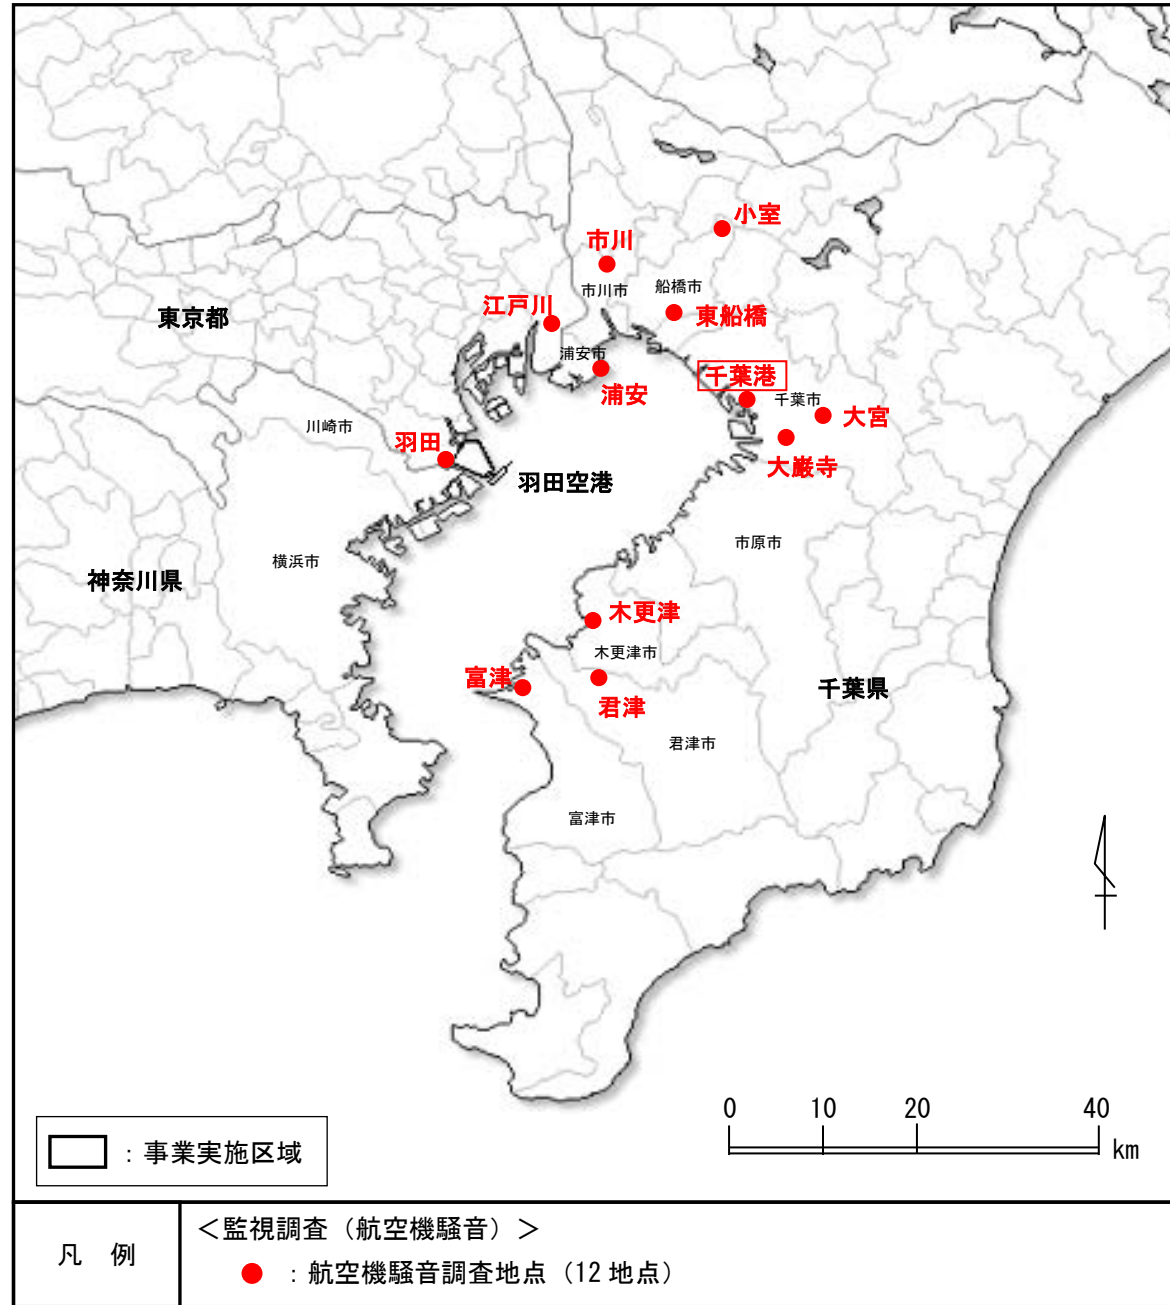 小室
市川
市川市
船橋市
江戸川
東船橋
東京都
浦安市
浦安
千葉港
千葉市
大宮
川崎市
羽田
大巌寺
羽田空港
横浜市
市原市
神奈川県
木更津
木更津市
富津
君津
千葉県
君津市
富津市
0 10 20 40
km
：事業実施区域
凡 例
＜監視調査（航空機騒音）＞
：航空機騒音調査地点（12 地点）